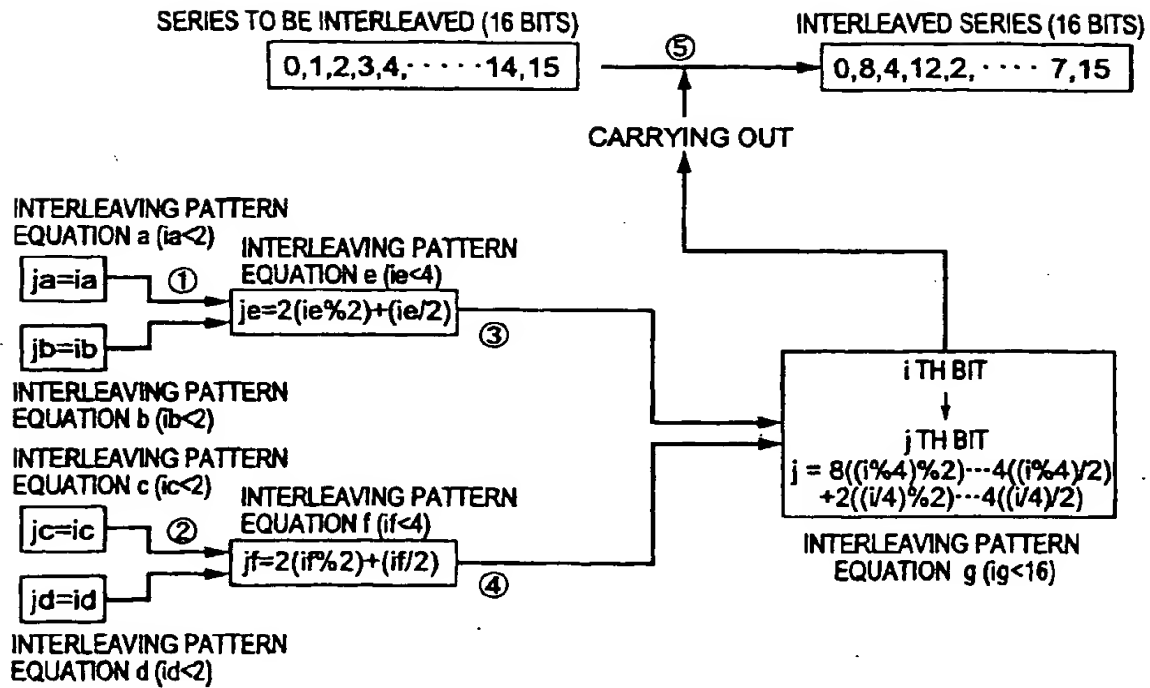 SERIES TO BE INTERLEAVED (16 BITS)
0,1,2,3,4,·····14,15
⑤
INTERLEAVED SERIES (16 BITS)
0,8,4,12,2,···· 7,15
CARRYING OUT
INTERLEAVING PATTERN
EQUATION a (ia<2)
ja=ia
①
jb=ib
INTERLEAVING PATTERN
EQUATION b (ib<2)
INTERLEAVING PATTERN
EQUATION e (ie<4)
je=2(ie%2)+(ie/2)
③
INTERLEAVING PATTERN
EQUATION c (ic<2)
jc=ic
②
jd=id
INTERLEAVING PATTERN
EQUATION d (id<2)
INTERLEAVING PATTERN
EQUATION f (if<4)
jf=2(if%2)+(if/2)
④
i TH BIT
↓
j TH BIT
j = 8((i%4)%2)···4((i%4)/2)
+2((i/4)%2)···4((i/4)/2)
INTERLEAVING PATTERN
EQUATION g (ig<16)